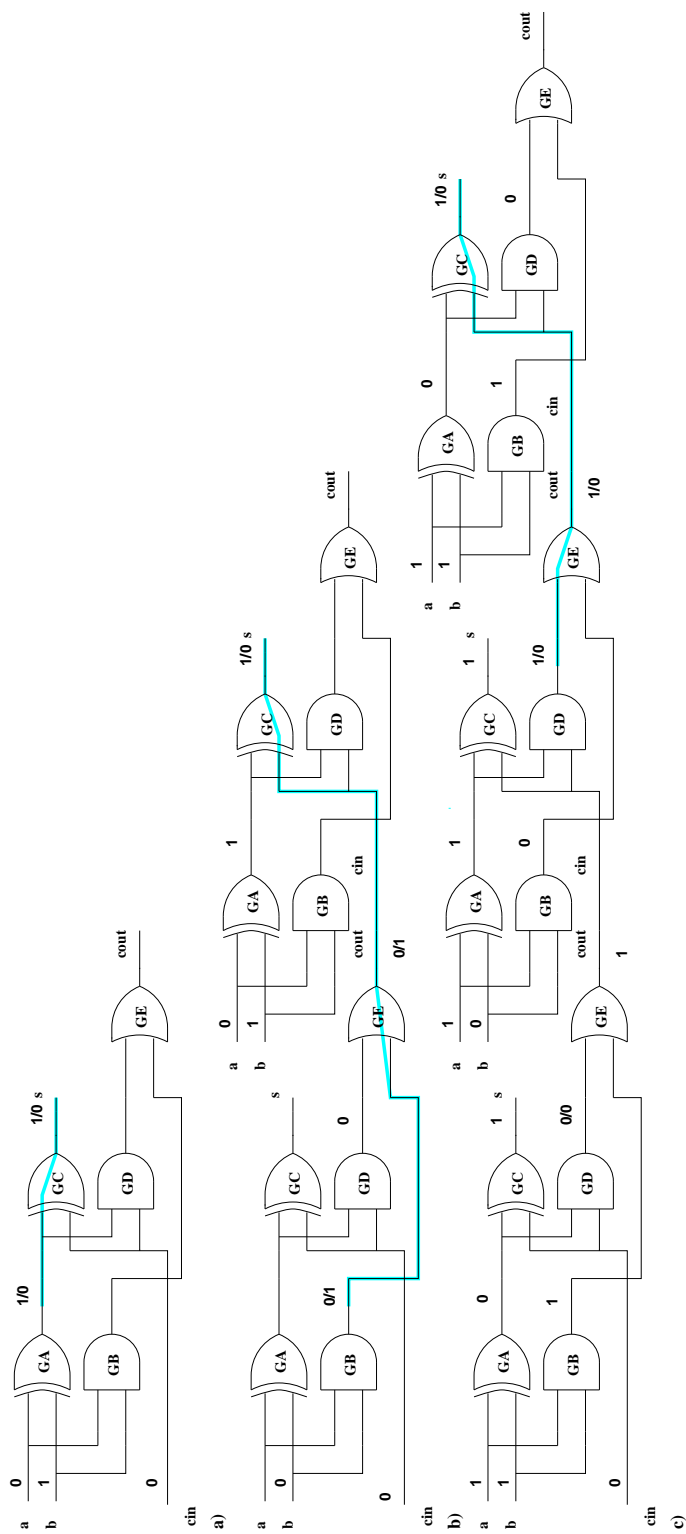 0
a 1/0 1/0 s
1 GA
b GC
GB cout
GD
GE
0
cin
a)
0
a 1
1/0 s
1 GA
b GC
a s
0 GA
b GC
GB cout
0/1 GD
0
GB GE
cout cin
GD
GE
0
0/1
cin
b)
1
a 0
1/0 s
1 GA
b GC
1
a 1 1 s
GA
0 GC
b
GB 0
1 s cout
a 0 GD
1 1 0 GE
GA 1/0
b GC cout cin
GB GD
1 0/0 GE
cout cin
GB GD 1/0
GE
0
1
cin
c)